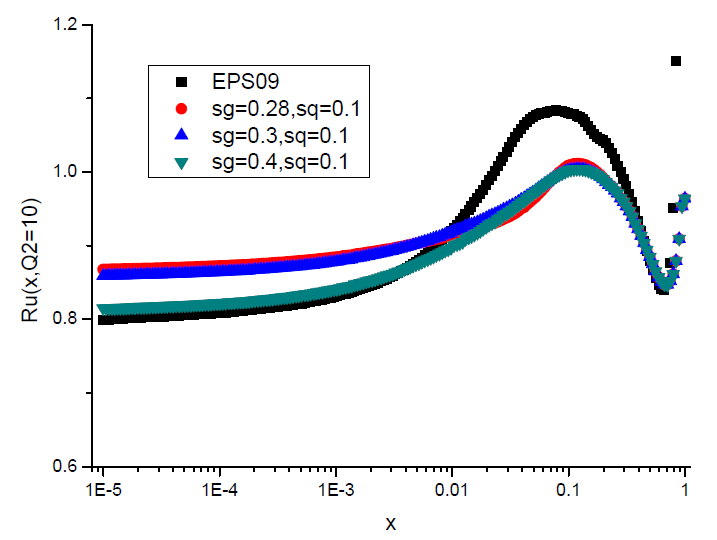 1.2
1.0
0.8
0.6
Ru(x,Q2=10)
EPS09
sg=0.28,sq=0.1
sg=0.3,sq=0.1
sg=0.4,sq=0.1
1E-5 1E-4 1E-3 0.01 0.1 1
x